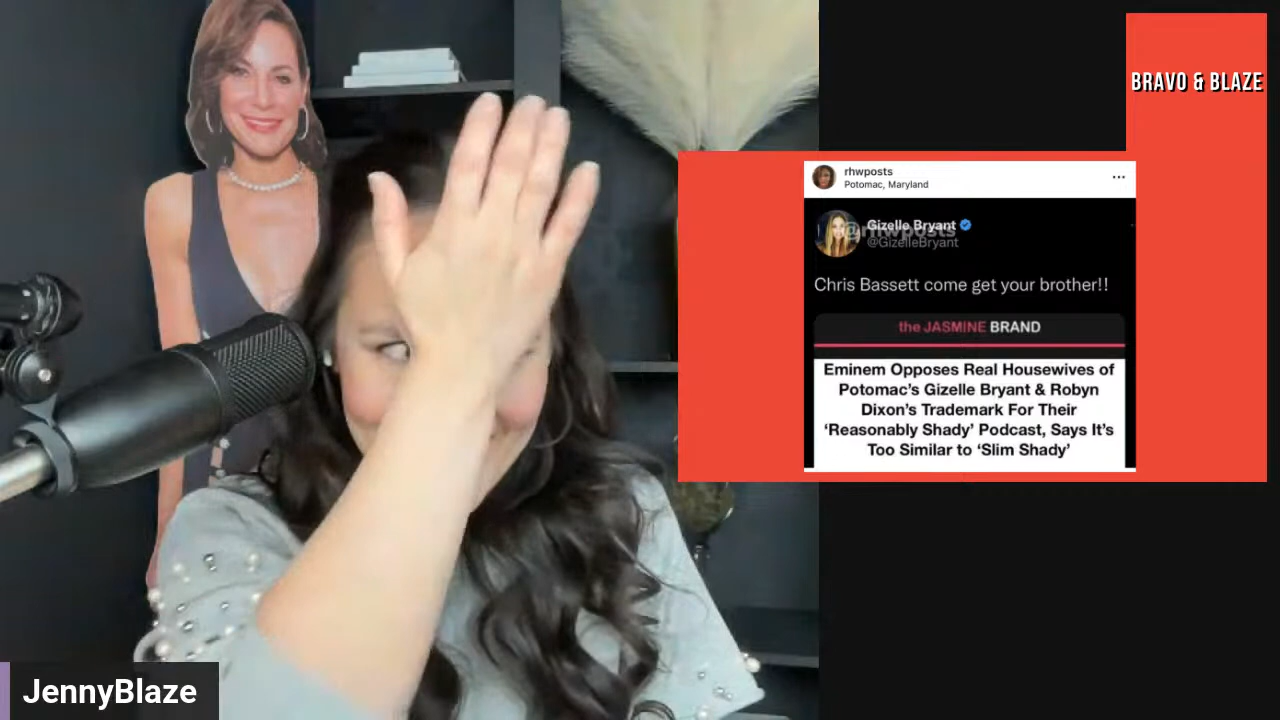 BRAVO & BLAZE
rhwposts
Potomac, Maryland
Gizelle Bryant
@rhwposts
@GizelleBryant
Chris Bassett come get your brother!!
the JASMINE BRAND
Eminem Opposes Real Housewives of
Potomac's Gizelle Bryant & Robyn
Dixon's Trademark For Their
'Reasonably Shady' Podcast, Says It's
Too Similar to 'Slim Shady'
JennyBlaze